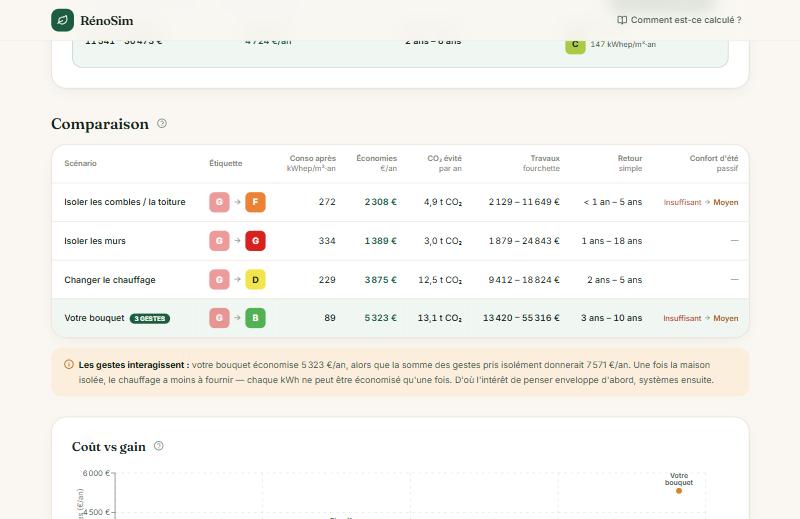 RénoSim
Comment est-ce calculé ?
4 724 €/an
2 ans – 6 ans
C 147 kWhep/m²·an
Comparaison
Scénario Étiquette Conso après kWhep/m²·an Économies €/an CO₂ évité par an Travaux fourchette Retour simple Confort d'été passif
Isoler les combles / la toiture G → F 272 2 308 € 4,9 t CO₂ 2 129 – 11 649 € < 1 an – 5 ans Insuffisant → Moyen
Isoler les murs G → G 334 1 389 € 3,0 t CO₂ 1 879 – 24 843 € 1 ans – 18 ans —
Changer le chauffage G → D 229 3 875 € 12,5 t CO₂ 9 412 – 18 824 € 2 ans – 5 ans —
Votre bouquet 3 GESTES G → B 89 5 323 € 13,1 t CO₂ 13 420 – 55 316 € 3 ans – 10 ans Insuffisant → Moyen
Les gestes interagissent : votre bouquet économise 5 323 €/an, alors que la somme des gestes pris isolément donnerait 7 571 €/an. Une fois la maison
isolée, le chauffage a moins à fournir — chaque kWh ne peut être économisé qu'une fois. D'où l'intérêt de penser enveloppe d'abord, systèmes ensuite.
Coût vs gain
6 000 €
Votre
bouquet
4 500 €
(€/an)